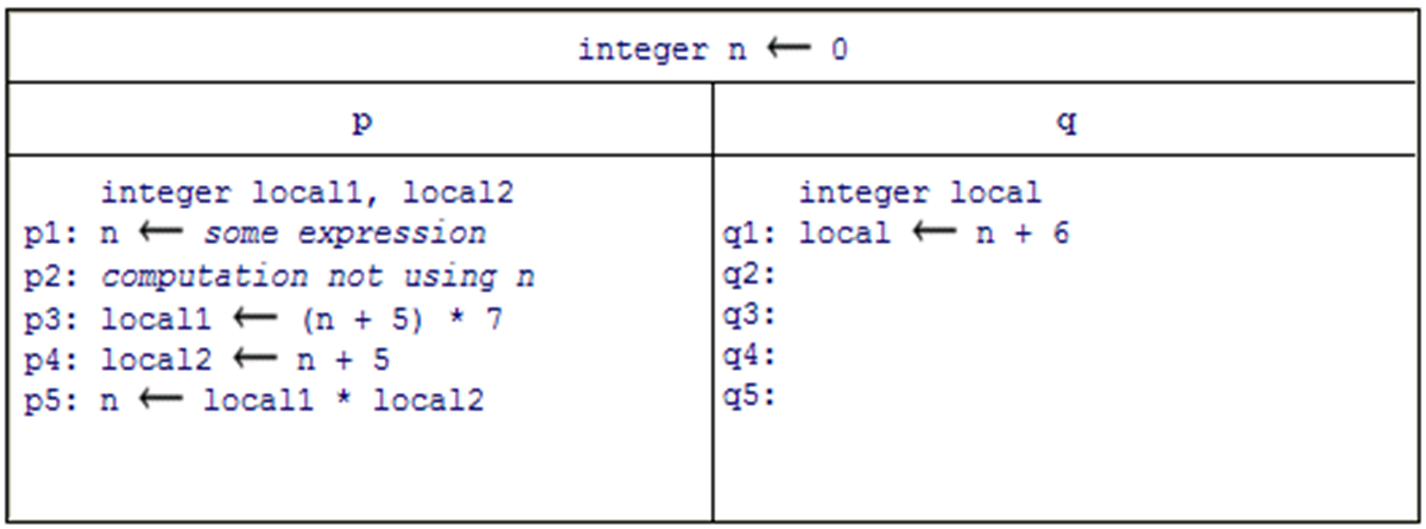 integer n ← 0
p
q
integer local1, local2
p1: n ← some expression
p2: computation not using n
p3: local1 ← (n + 5) * 7
p4: local2 ← n + 5
p5: n ← local1 * local2
integer local
q1: local ← n + 6
q2:
q3:
q4:
q5: